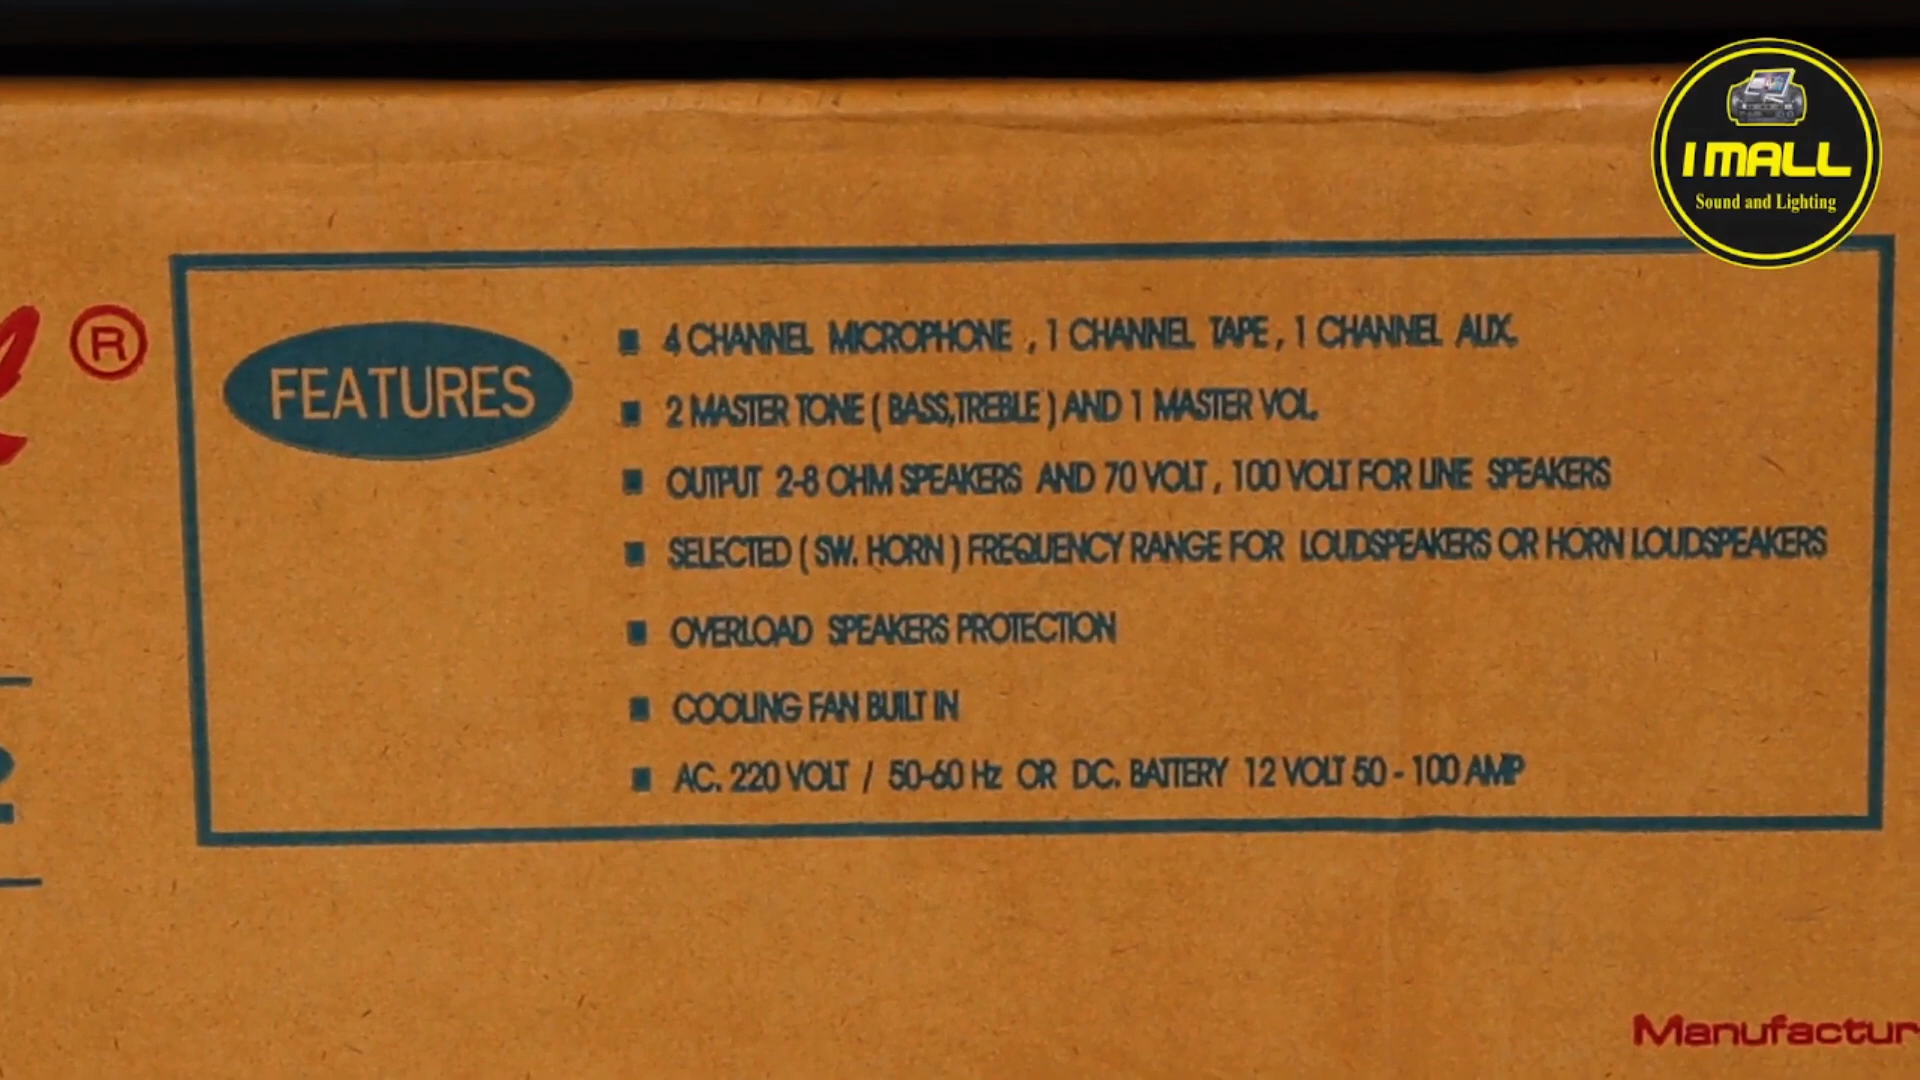 I MALL
Sound and Lighting
®
FEATURES
■ 4 CHANNEL MICROPHONE , 1 CHANNEL TAPE , 1 CHANNEL AUX.
■ 2 MASTER TONE ( BASS,TREBLE ) AND 1 MASTER VOL.
■ OUTPUT 2-8 OHM SPEAKERS AND 70 VOLT , 100 VOLT FOR LINE SPEAKERS
■ SELECTED ( SW. HORN ) FREQUENCY RANGE FOR LOUDSPEAKERS OR HORN LOUDSPEAKERS
■ OVERLOAD SPEAKERS PROTECTION
■ COOLING FAN BUILT IN
■ AC. 220 VOLT / 50-60 Hz OR DC. BATTERY 12 VOLT 50 - 100 AMP
Manufactur